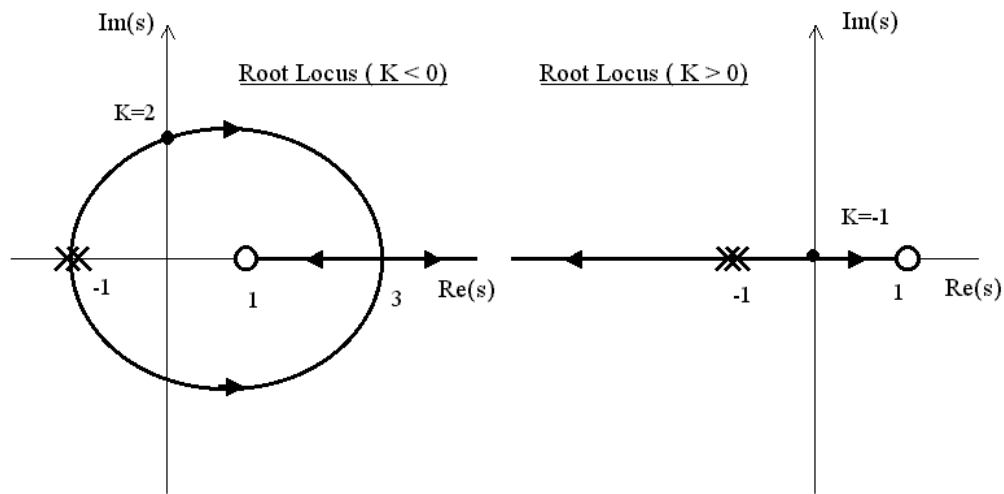 Im(s)
Root Locus ( K < 0)
K=2
-1
1
3
Re(s)
Im(s)
Root Locus ( K > 0)
K=-1
-1
1
Re(s)